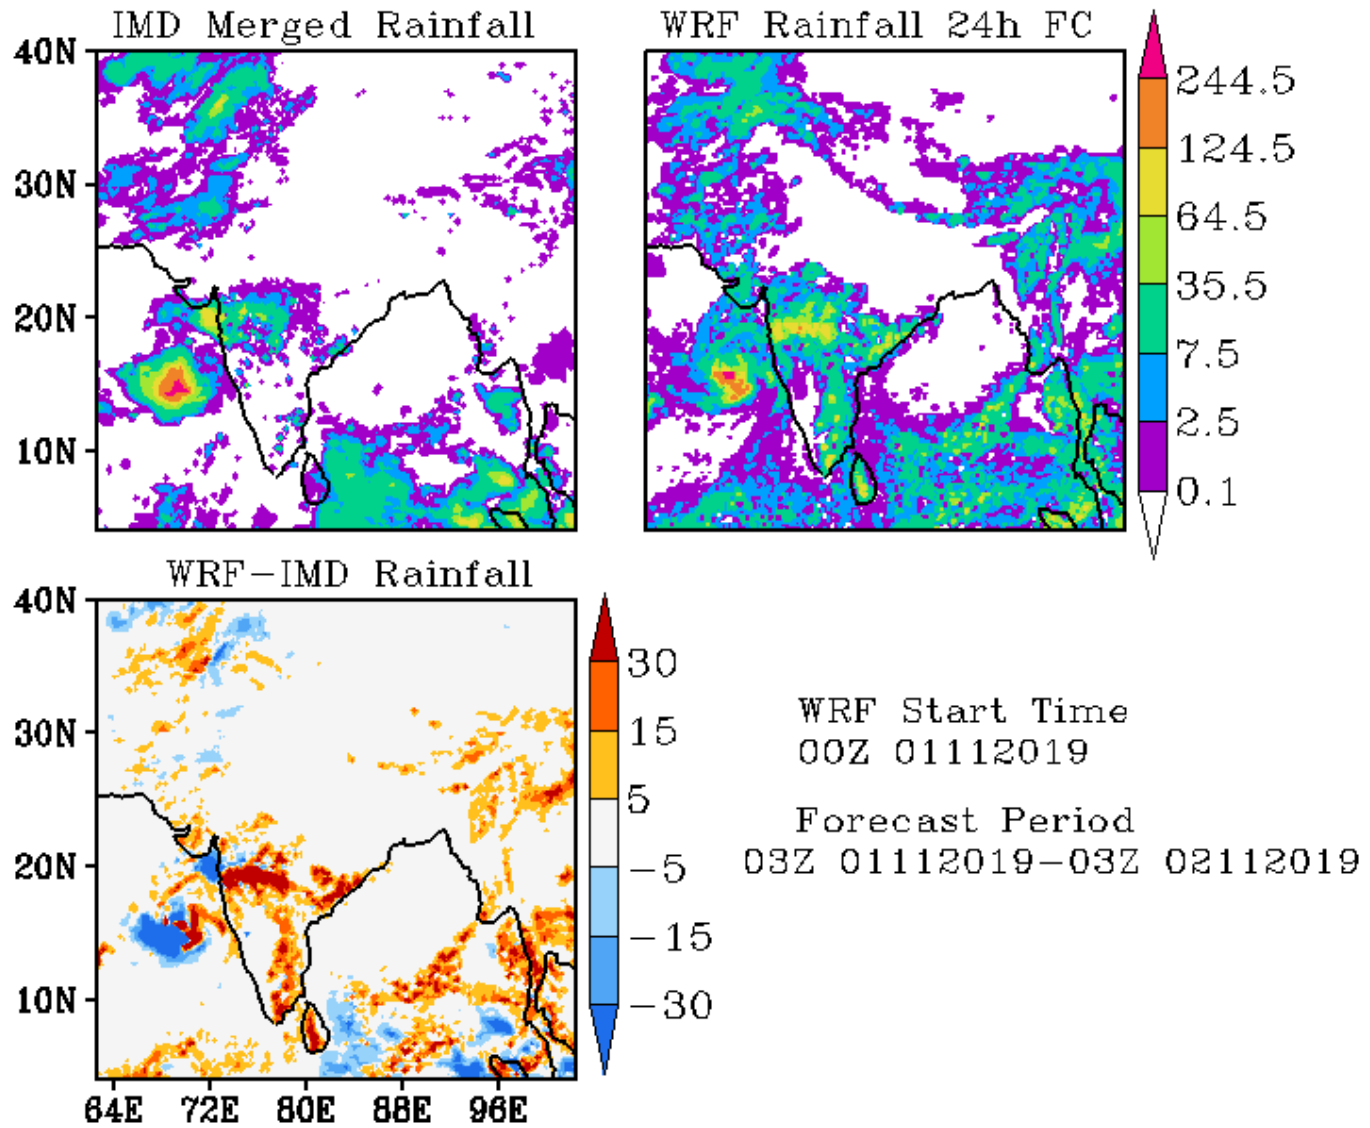 IMD Merged Rainfall
WRF Rainfall 24h FC
40N
30N
20N
10N
244.5
124.5
64.5
35.5
7.5
2.5
0.1
WRF-IMD Rainfall
40N
30N
20N
10N
64E 72E 80E 88E 96E
30
15
5
-5
-15
-30
WRF Start Time
00Z 01112019
Forecast Period
03Z 01112019-03Z 02112019